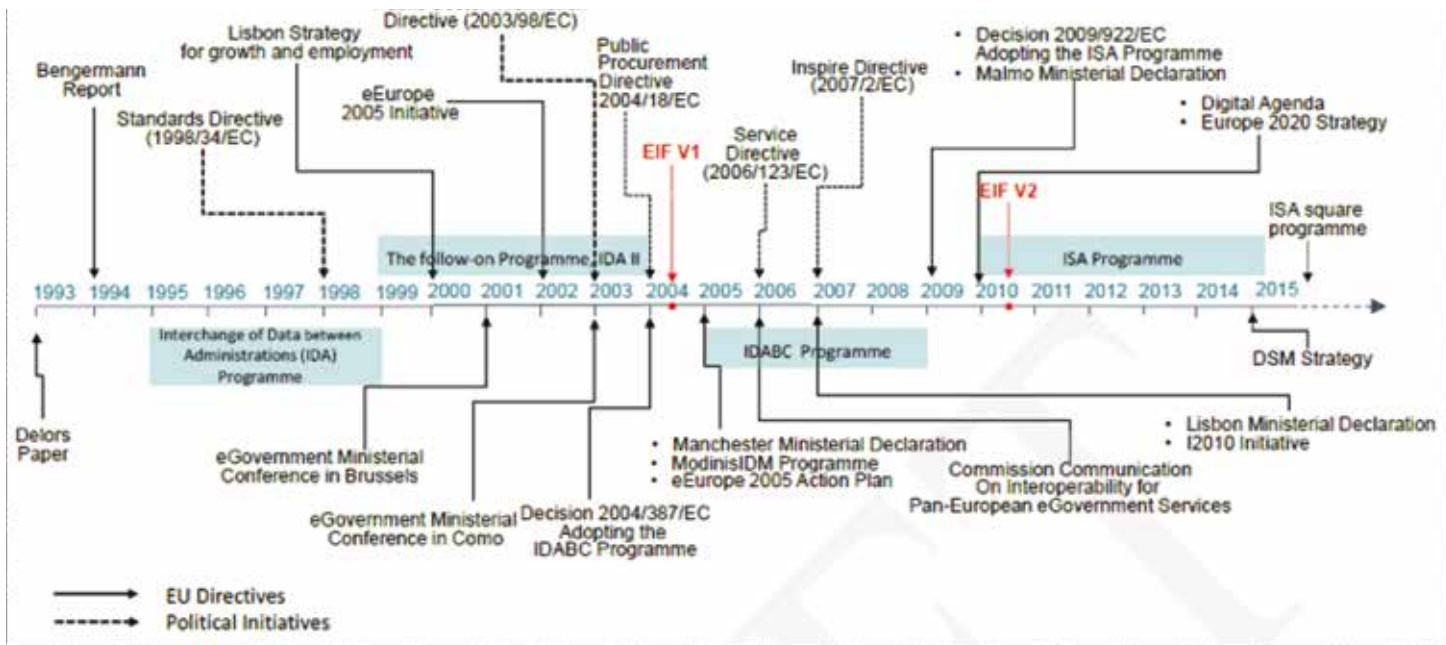 Directive (2003/98/EC)
Lisbon Strategy
for growth and employment
Bengermann
Report
Standards Directive
(1998/34/EC)
eEurope
2005 Initiative
Public
Procurement
Directive
2004/18/EC
EIF V1
Service
Directive
(2006/123/EC)
Inspire Directive
(2007/2/EC)
• Decision 2009/922/EC
Adopting the ISA Programme
• Malmo Ministerial Declaration
• Digital Agenda
• Europe 2020 Strategy
EIF V2
ISA square
programme
The follow-on Programme, IDA II
ISA Programme
1993 1994 1995 1996 1997 1998 1999 2000 2001 2002 2003 2004 2005 2006 2007 2008 2009 2010 2011 2012 2013 2014 2015
Interchange of Data between
Administrations (IDA)
Programme
IDABC Programme
DSM Strategy
Delors
Paper
eGovernment Ministerial
Conference in Brussels
eGovernment Ministerial
Conference in Como
Decision 2004/387/EC
Adopting the
IDABC Programme
• Manchester Ministerial Declaration
• ModinisIDM Programme
• eEurope 2005 Action Plan
Commission Communication
On Interoperability for
Pan-European eGovernment Services
• Lisbon Ministerial Declaration
• I2010 Initiative
EU Directives
Political Initiatives